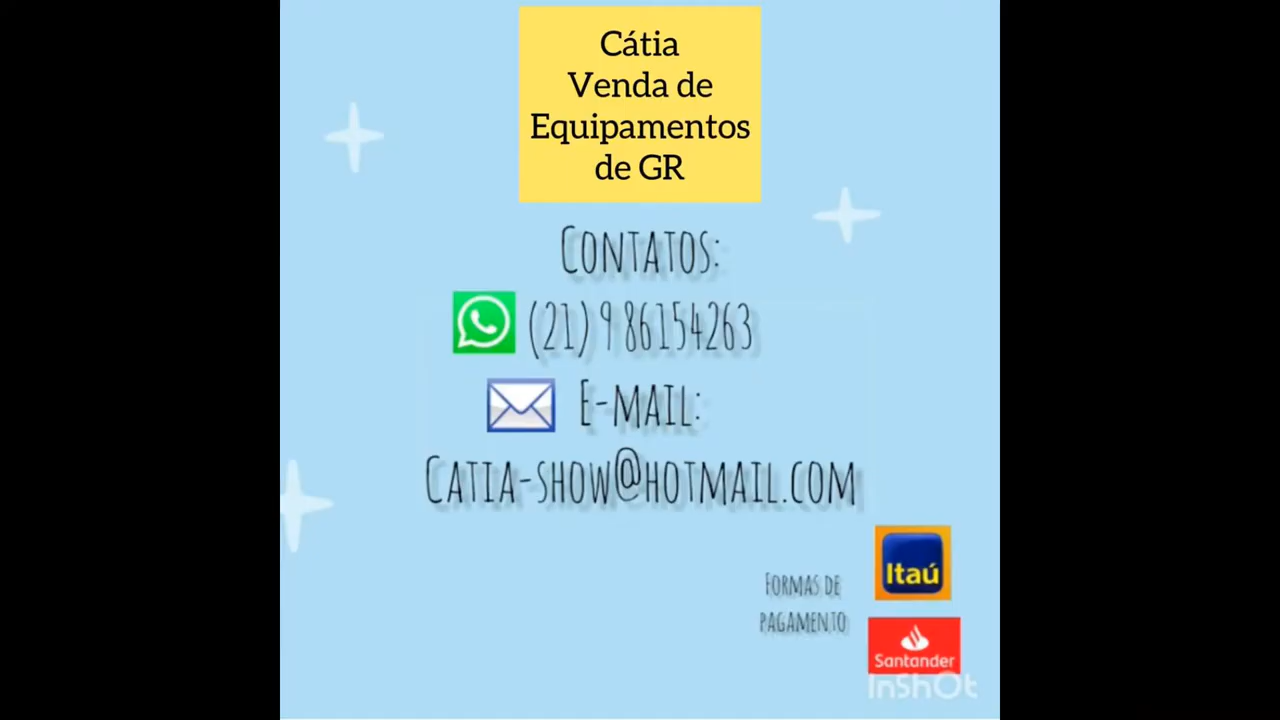 Cátia
Venda de
Equipamentos
de GR
CONTATOS:
(21) 9 86154263
E-MAIL:
CATIA-SHOW@HOTMAIL.COM
FORMAS DE
PAGAMENTO
Itaú
Santander
InShOt